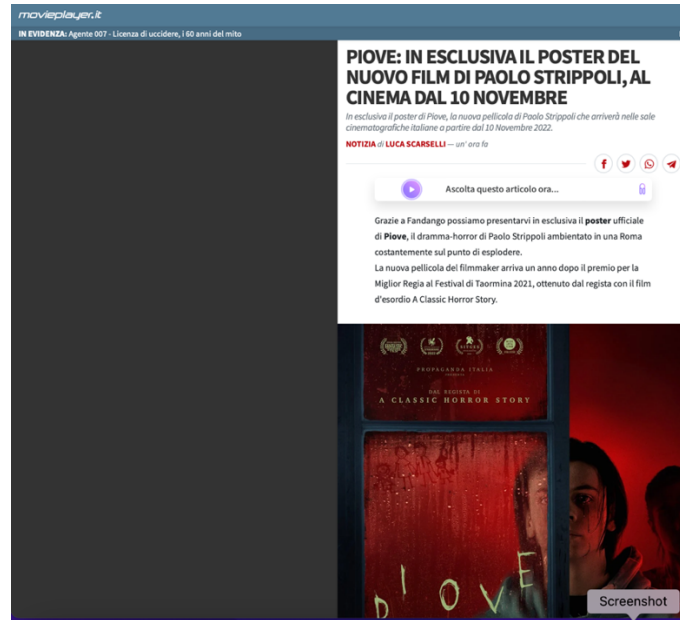 movieplayer.it
IN EVIDENZA: Agente 007 - Licenza di uccidere, i 60 anni del mito
PIOVE: IN ESCLUSIVA IL POSTER DEL
NUOVO FILM DI PAOLO STRIPPOLI, AL
CINEMA DAL 10 NOVEMBRE
In esclusiva il poster di Piove, la nuova pellicola di Paolo Strippoli che arriverà nelle sale
cinematografiche italiane a partire dal 10 Novembre 2022.
NOTIZIA di LUCA SCARSELLI — un' ora fa
Ascolta questo articolo ora...
Grazie a Fandango possiamo presentarvi in esclusiva il poster ufficiale
di Piove, il dramma-horror di Paolo Strippoli ambientato in una Roma
costantemente sul punto di esplodere.
La nuova pellicola del filmmaker arriva un anno dopo il premio per la
Miglior Regia al Festival di Taormina 2021, ottenuto dal regista con il film
d'esordio A Classic Horror Story.
PROPAGANDA ITALIA
DAL REGISTA DI
A CLASSIC HORROR STORY
PIOVE
Screenshot